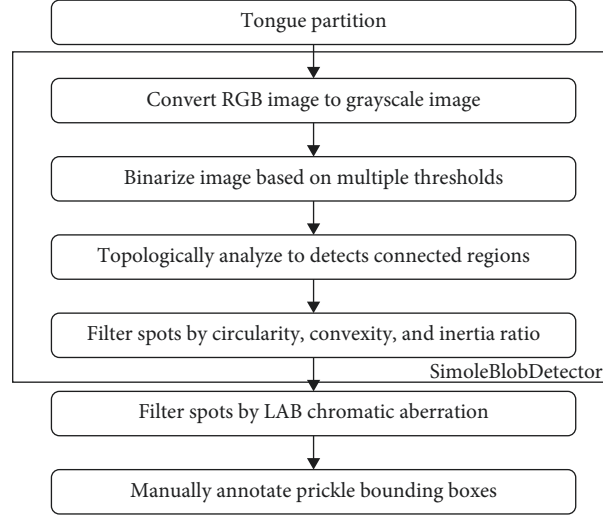 Tongue partition
Convert RGB image to grayscale image
Binarize image based on multiple thresholds
Topologically analyze to detects connected regions
Filter spots by circularity, convexity, and inertia ratio
SimoleBlobDetector
Filter spots by LAB chromatic aberration
Manually annotate prickle bounding boxes